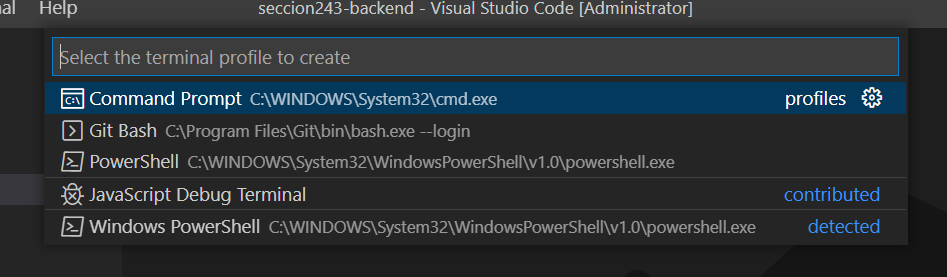 Help
seccion243-backend - Visual Studio Code [Administrator]
Select the terminal profile to create
Command Prompt C:\WINDOWS\System32\cmd.exe profiles
Git Bash C:\Program Files\Git\bin\bash.exe --login
PowerShell C:\WINDOWS\System32\WindowsPowerShell\v1.0\powershell.exe
JavaScript Debug Terminal contributed
Windows PowerShell C:\WINDOWS\System32\WindowsPowerShell\v1.0\powershell.exe detected